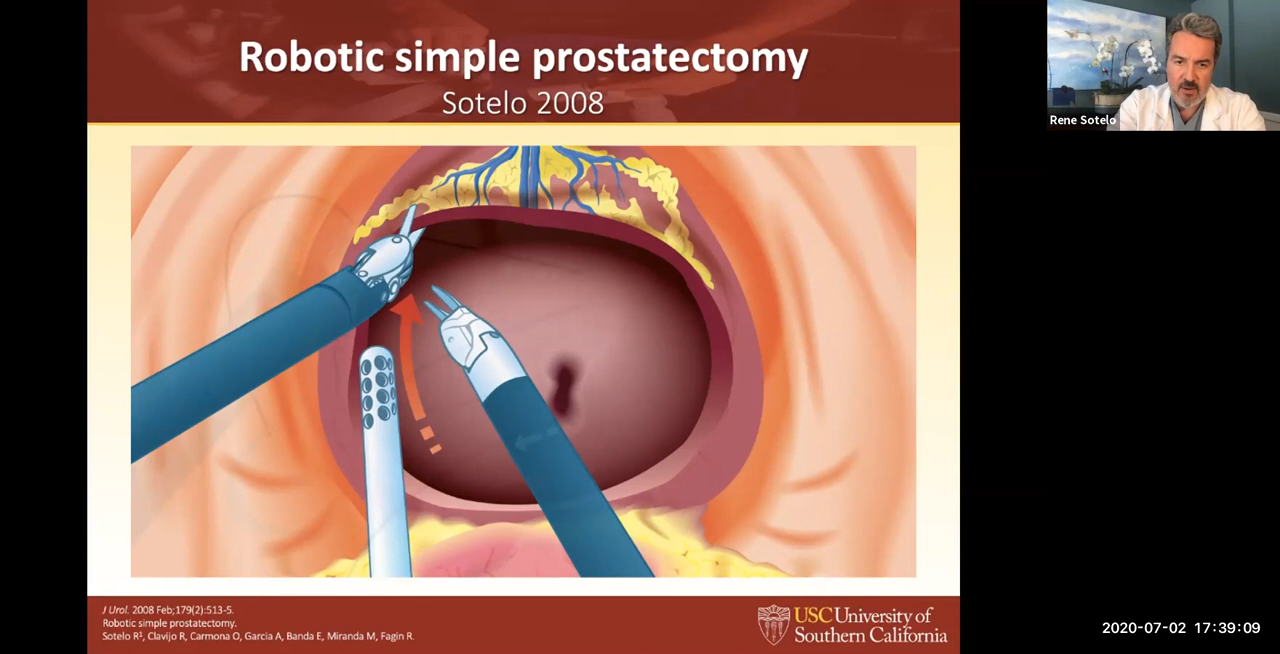 Robotic simple prostatectomy
Sotelo 2008
Rene Sotelo
J Urol. 2008 Feb;179(2):513-5.
Robotic simple prostatectomy.
Sotelo R¹, Clavijo R, Carmona O, Garcia A, Banda E, Miranda M, Fagin R.
USC University of
Southern California
2020-07-02 17:39:09